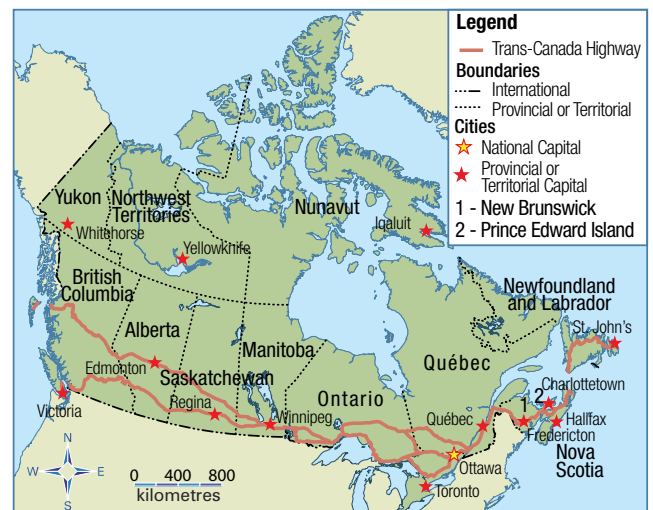 Legend
Trans-Canada Highway
Boundaries
International
Provincial or Territorial
Cities
National Capital
Provincial or
Territorial Capital
1 - New Brunswick
2 - Prince Edward Island
Yukon
Northwest
Territories
Nunavut
Iqaluit
Whitehorse
Yellowknife
British
Columbia
Newfoundland
and Labrador
St. John's
Alberta
Manitoba
Québec
Edmonton
Saskatchewan
Ontario
Charlottetown
Victoria
Regina
Winnipeg
Québec
1
2
Halifax
Fredericton
Nova
Scotia
Ottawa
Toronto
N
W
E
S
0 400 800
kilometres